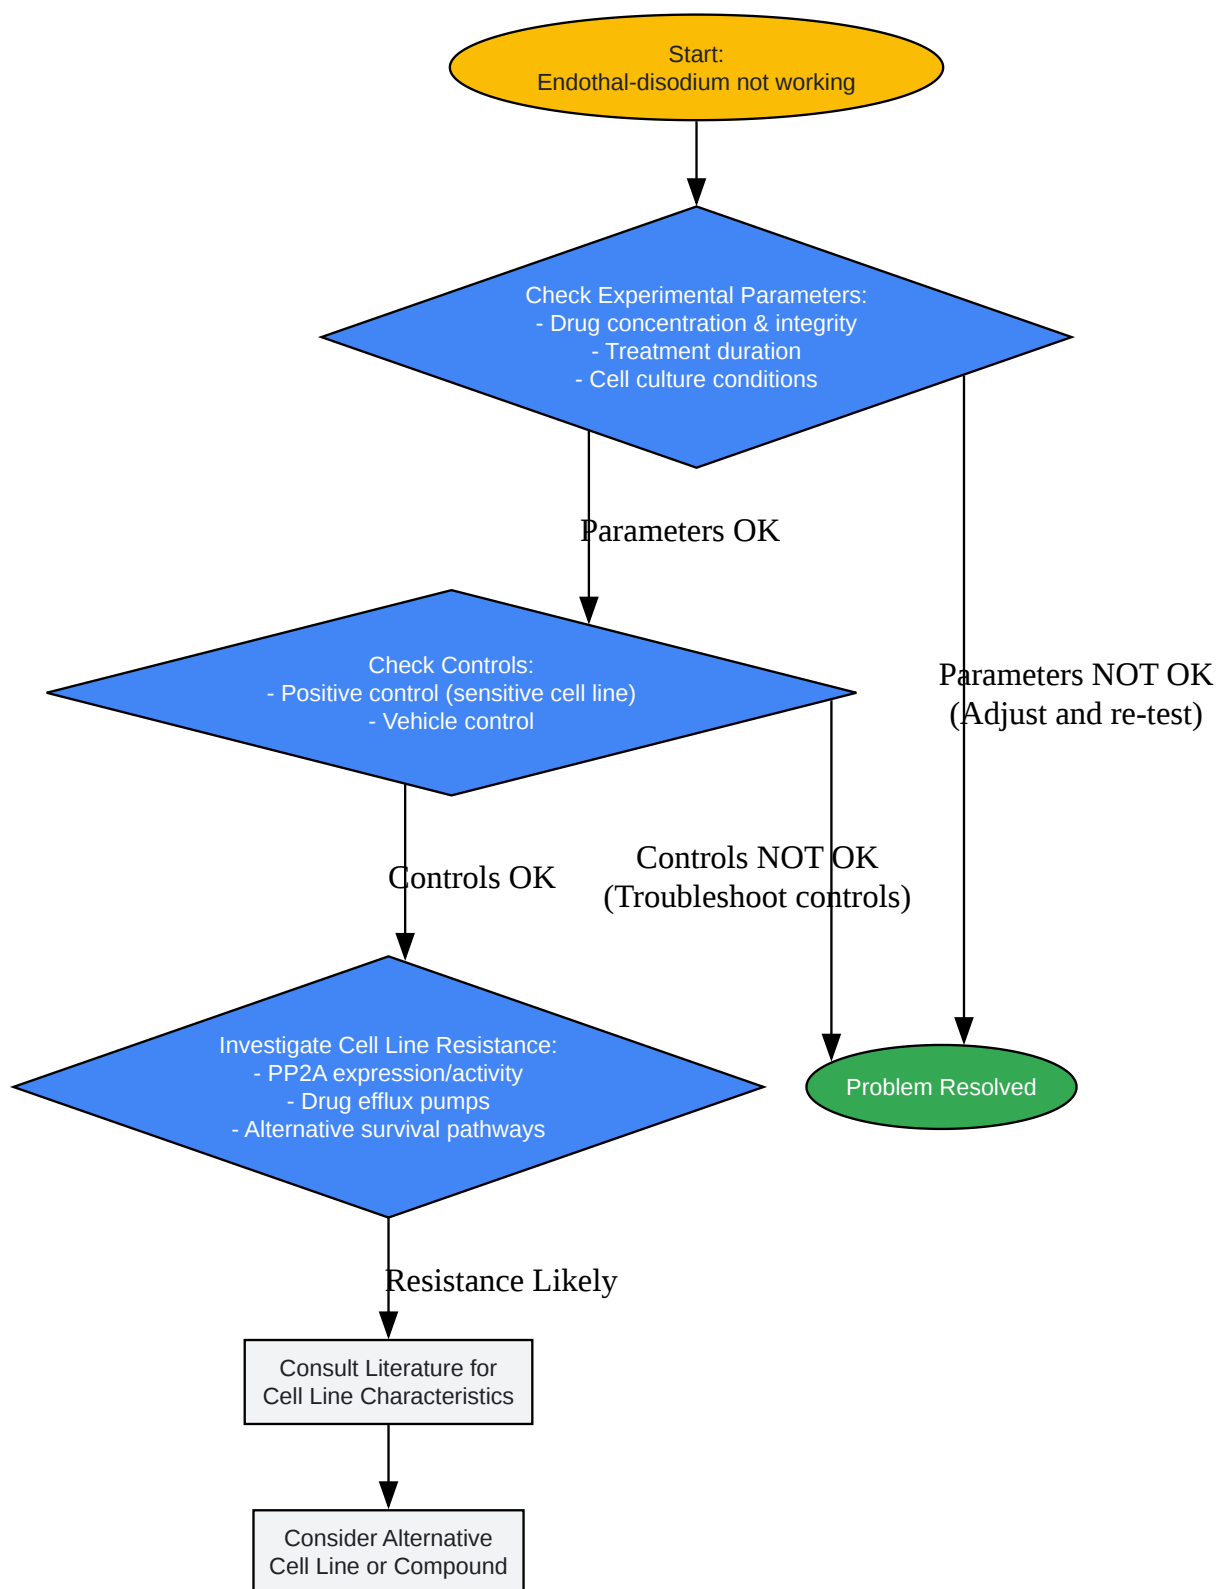 Start:
Endothal-disodium not working
Check Experimental Parameters:
- Drug concentration & integrity
- Treatment duration
- Cell culture conditions
Parameters OK
Check Controls:
- Positive control (sensitive cell line)
- Vehicle control
Parameters NOT OK
(Adjust and re-test)
Controls OK
Controls NOT OK
(Troubleshoot controls)
Investigate Cell Line Resistance:
- PP2A expression/activity
- Drug efflux pumps
- Alternative survival pathways
Problem Resolved
Resistance Likely
Consult Literature for
Cell Line Characteristics
Consider Alternative
Cell Line or Compound